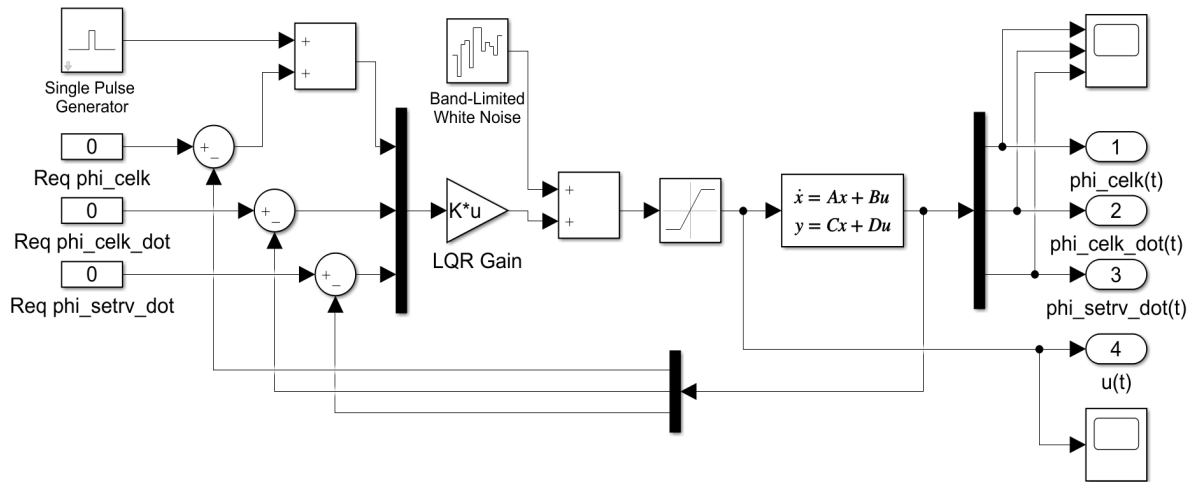 +
+
Single Pulse
Generator
Band-Limited
White Noise
0
+
−
1
Req phi_celk
phi_celk(t)
+
0
+
−
K*u
+
ẋ = Ax + Bu
y = Cx + Du
2
Req phi_celk_dot
phi_celk_dot(t)
LQR Gain
0
+
−
3
Req phi_setrv_dot
phi_setrv_dot(t)
4
u(t)